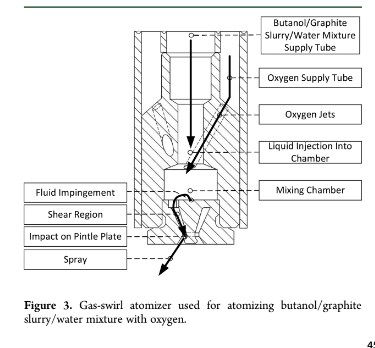 Butanol/Graphite
Slurry/Water Mixture
Supply Tube
Oxygen Supply Tube
Oxygen Jets
Liquid Injection Into
Chamber
Mixing Chamber
Fluid Impingement
Shear Region
Impact on Pintle Plate
Spray
Figure 3. Gas-swirl atomizer used for atomizing butanol/graphite
slurry/water mixture with oxygen.